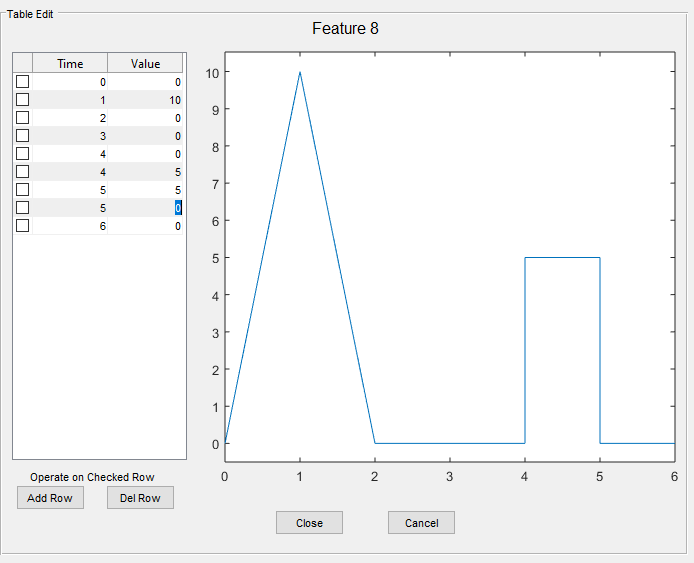 Table Edit
Feature 8
Time Value
0 0
1 10
2 0
3 0
4 0
4 5
5 5
5 0
6 0
10
9
8
7
6
5
4
3
2
1
0
0 1 2 3 4 5 6
Operate on Checked Row
Add Row Del Row
Close Cancel